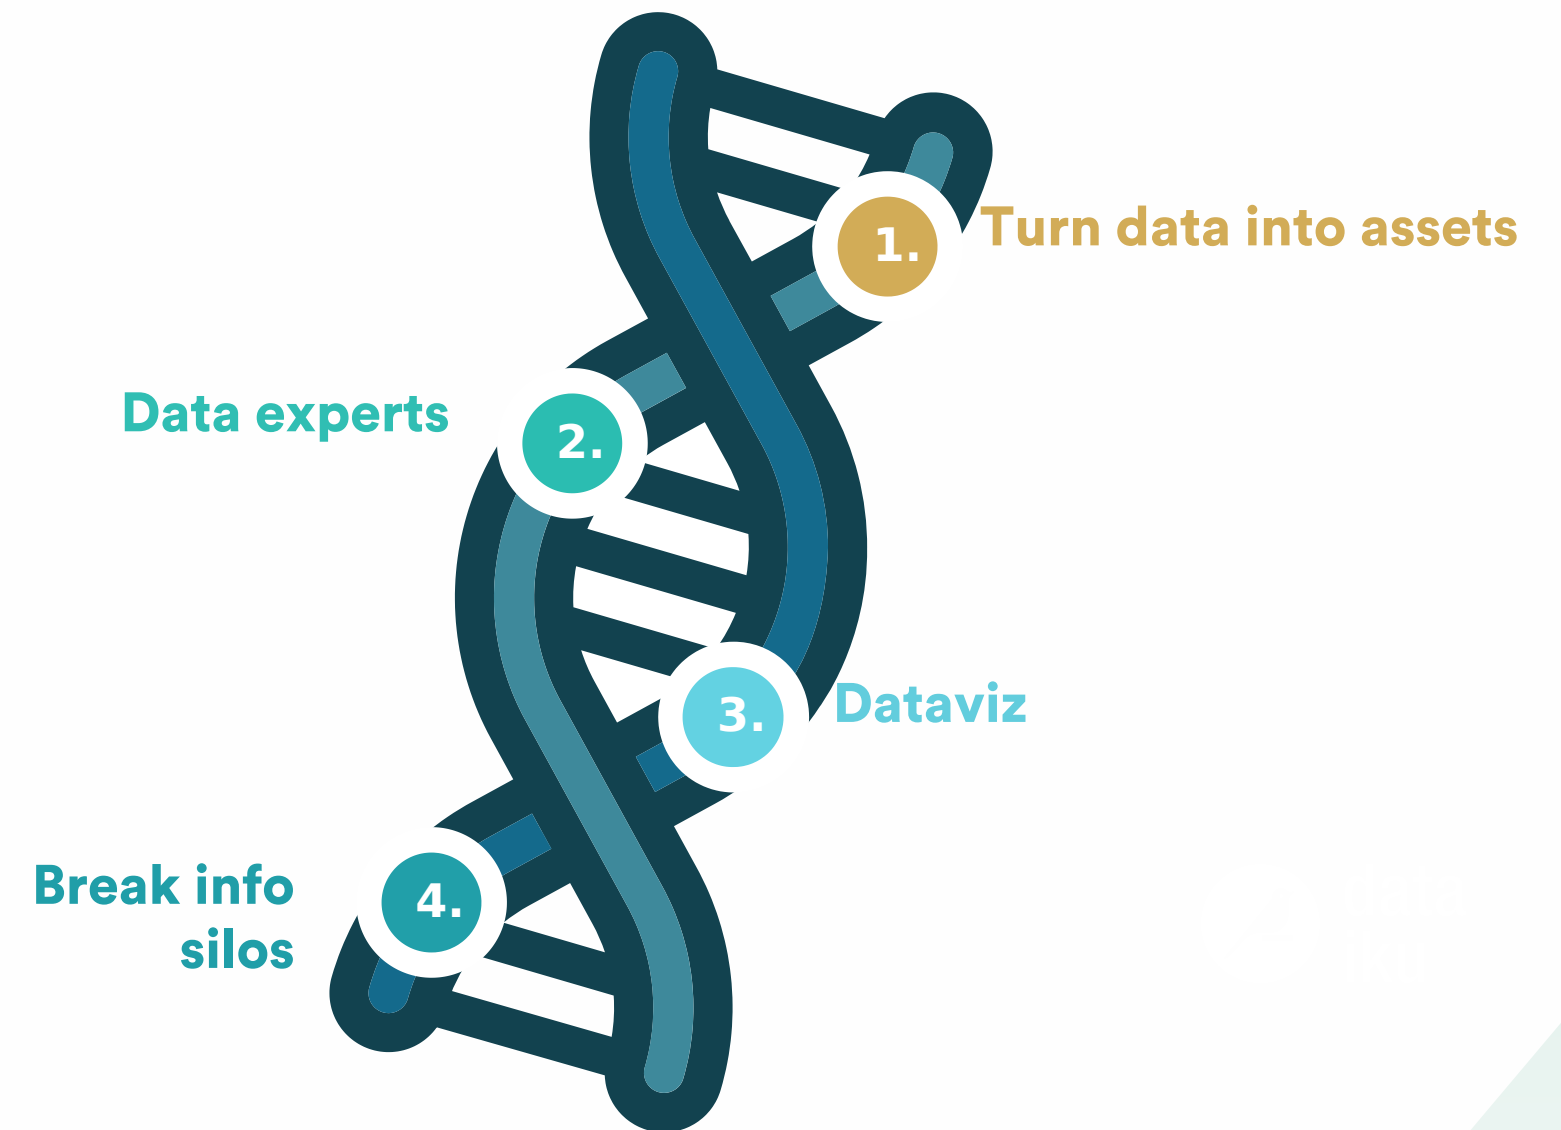 1.
Turn data into assets
Data experts
2.
3.
Dataviz
4.
Break info
silos